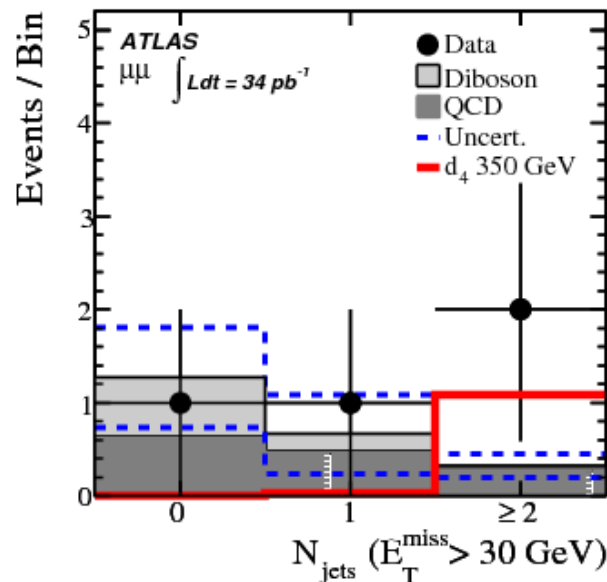 ATLAS
μμ ∫Ldt = 34 pb⁻¹
Data
Diboson
QCD
Uncert.
d₄ 350 GeV
Events / Bin
5
4
3
2
1
0
0 1 ≥ 2
N_jets (E_T^miss > 30 GeV)